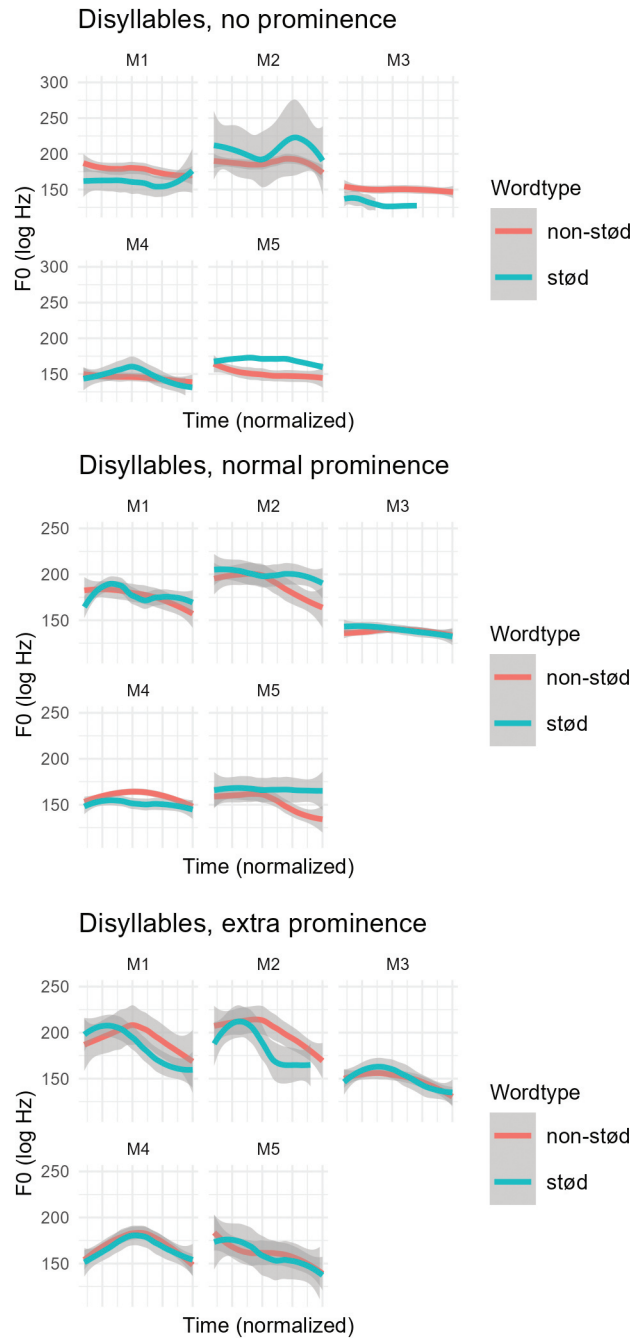 Disyllables, no prominence
M1 M2 M3
300
250
200
150
M4 M5
300
250
200
150
F0 (log Hz)
Time (normalized)
Wordtype
non-stød
stød
Disyllables, normal prominence
M1 M2 M3
250
200
150
M4 M5
250
200
150
F0 (log Hz)
Time (normalized)
Wordtype
non-stød
stød
Disyllables, extra prominence
M1 M2 M3
250
200
150
M4 M5
250
200
150
F0 (log Hz)
Time (normalized)
Wordtype
non-stød
stød